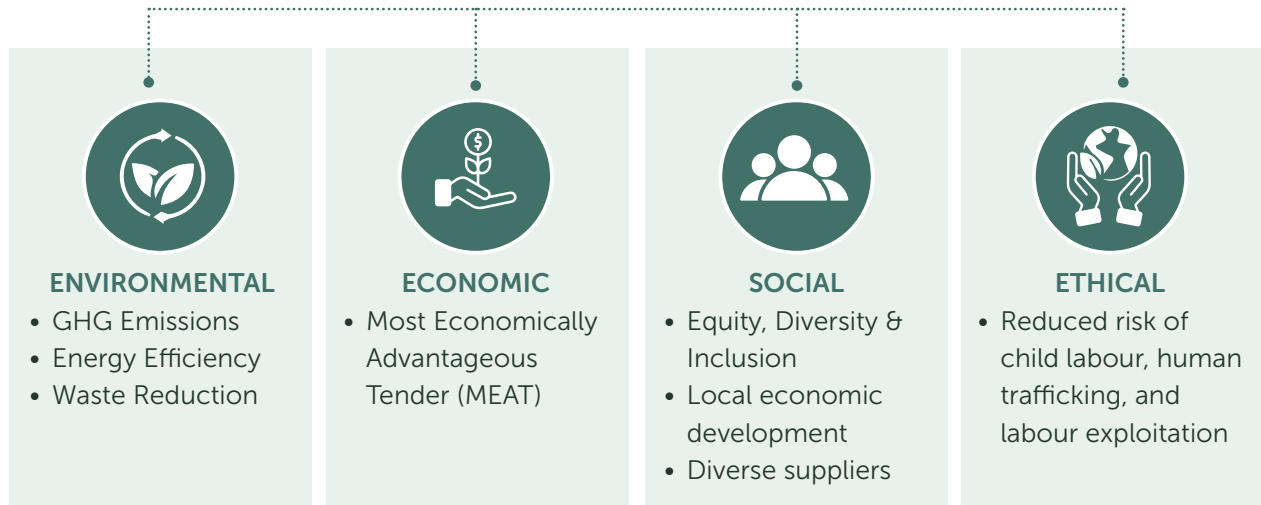 ENVIRONMENTAL
• GHG Emissions
• Energy Efficiency
• Waste Reduction
ECONOMIC
• Most Economically
Advantageous
Tender (MEAT)
SOCIAL
• Equity, Diversity &
Inclusion
• Local economic
development
• Diverse suppliers
ETHICAL
• Reduced risk of
child labour, human
trafficking, and
labour exploitation